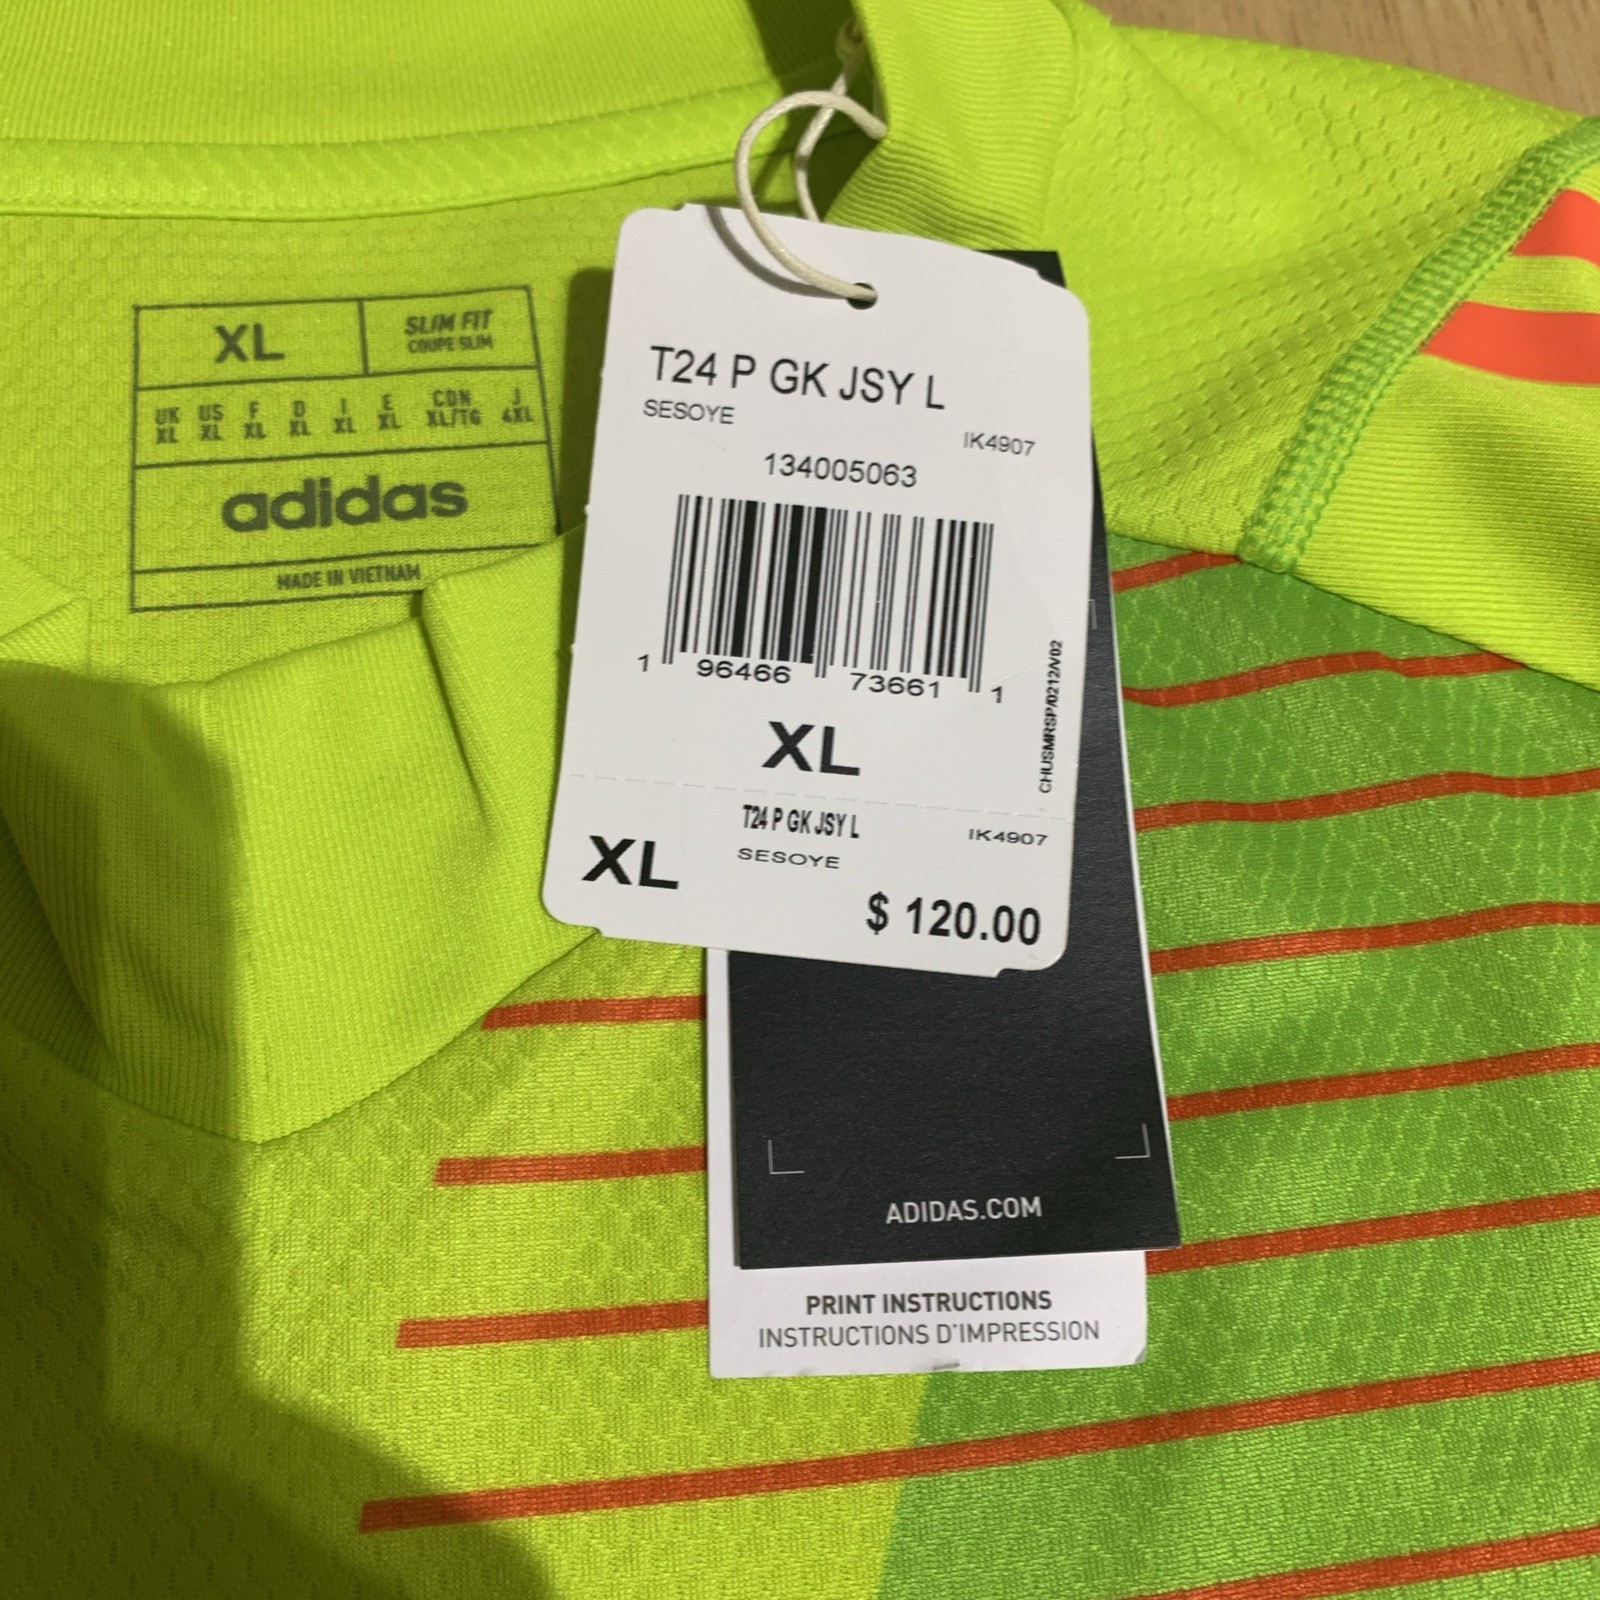 XL
SLIM FIT
COUPE SLIM
UK US F D I E CDN J
XL XL XL XL XL XL XL/TG 4XL
adidas
MADE IN VIETNAM
T24 P GK JSY L
SESOYE
IK4907
134005063
1 96466 73661 1
XL
CHUSMRSP/0212/V/02
T24 P GK JSY L
IK4907
SESOYE
XL
$ 120.00
ADIDAS.COM
PRINT INSTRUCTIONS
INSTRUCTIONS D'IMPRESSION